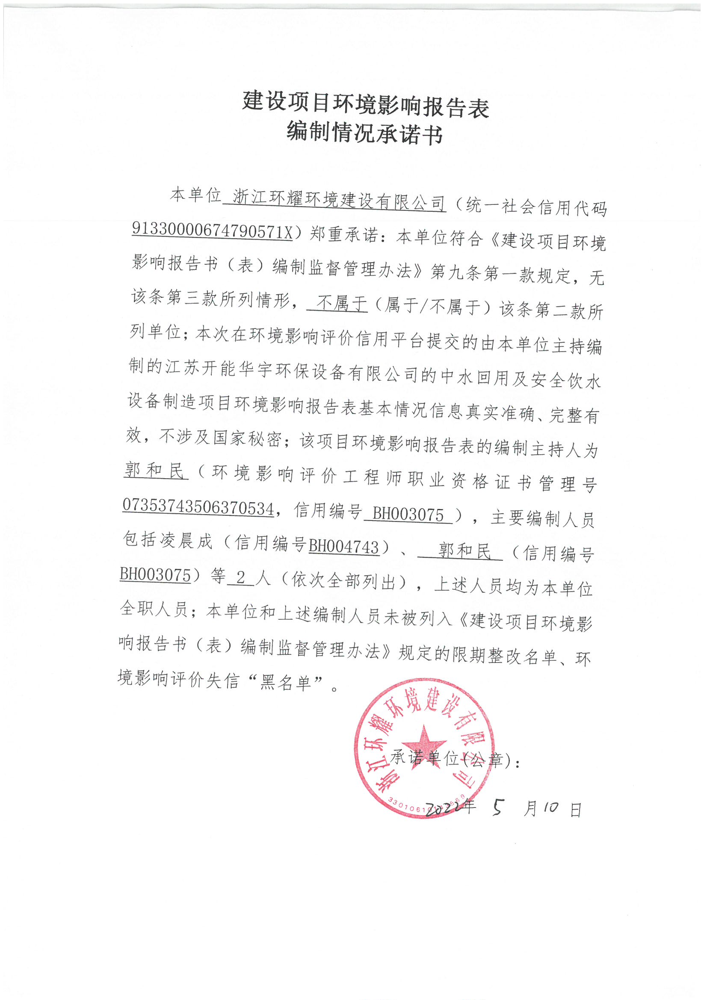 建设项目环境影响报告表
编制情况承诺书
本单位 浙江环耀环境建设有限公司（统一社会信用代码
91330000674790571X）郑重承诺：本单位符合《建设项目环境
影响报告书（表）编制监督管理办法》第九条第一款规定，无
该条第三款所列情形， 不属于（属于/不属于）该条第二款所
列单位；本次在环境影响评价信用平台提交的由本单位主持编
制的江苏开能华宇环保设备有限公司的中水回用及安全饮水
设备制造项目环境影响报告表基本情况信息真实准确、完整有
效，不涉及国家秘密；该项目环境影响报告表的编制主持人为
郭和民（环境影响评价工程师职业资格证书管理号
07353743506370534，信用编号 BH003075 ），主要编制人员
包括凌晨成（信用编号BH004743）、 郭和民 （信用编号
BH003075）等 2 人（依次全部列出），上述人员均为本单位
全职人员；本单位和上述编制人员未被列入《建设项目环境影
响报告书（表）编制监督管理办法》规定的限期整改名单、环
境影响评价失信“黑名单”。
浙江环耀环境建设有限公司
承诺单位(公章)：
2022年 5 月10 日